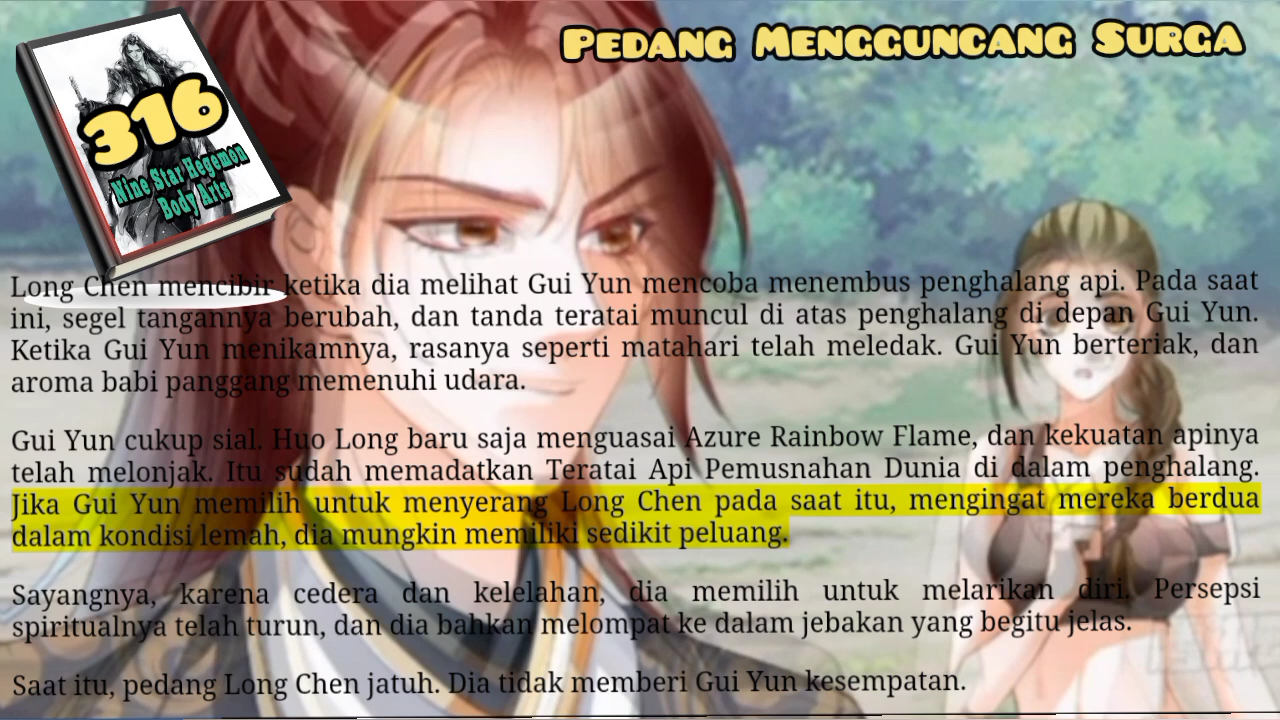 Pedang Mengguncang Surga
316
Nine Star Hegemon
Body Arts
Long Chen mencibir ketika dia melihat Gui Yun mencoba menembus penghalang api. Pada saat
ini, segel tangannya berubah, dan tanda teratai muncul di atas penghalang di depan Gui Yun.
Ketika Gui Yun menikamnya, rasanya seperti matahari telah meledak. Gui Yun berteriak, dan
aroma babi panggang memenuhi udara.
Gui Yun cukup sial. Huo Long baru saja menguasai Azure Rainbow Flame, dan kekuatan apinya
telah melonjak. Itu sudah memadatkan Teratai Api Pemusnahan Dunia di dalam penghalang.
Jika Gui Yun memilih untuk menyerang Long Chen pada saat itu, mengingat mereka berdua
dalam kondisi lemah, dia mungkin memiliki sedikit peluang.
Sayangnya, karena cedera dan kelelahan, dia memilih untuk melarikan diri. Persepsi
spiritualnya telah turun, dan dia bahkan melompat ke dalam jebakan yang begitu jelas.
Saat itu, pedang Long Chen jatuh. Dia tidak memberi Gui Yun kesempatan.